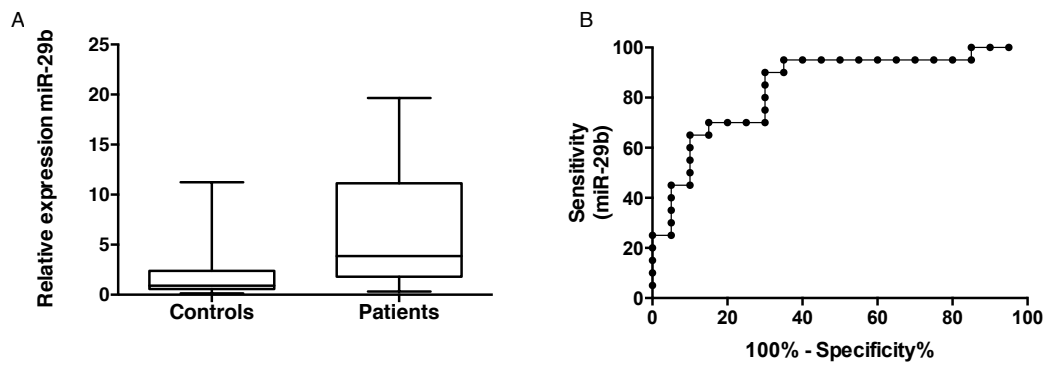 A
Relative expression miR-29b
25
20
15
10
5
0
Controls
Patients
B
Sensitivity
(miR-29b)
100
80
60
40
20
0
0
20
40
60
80
100
100% - Specificity%